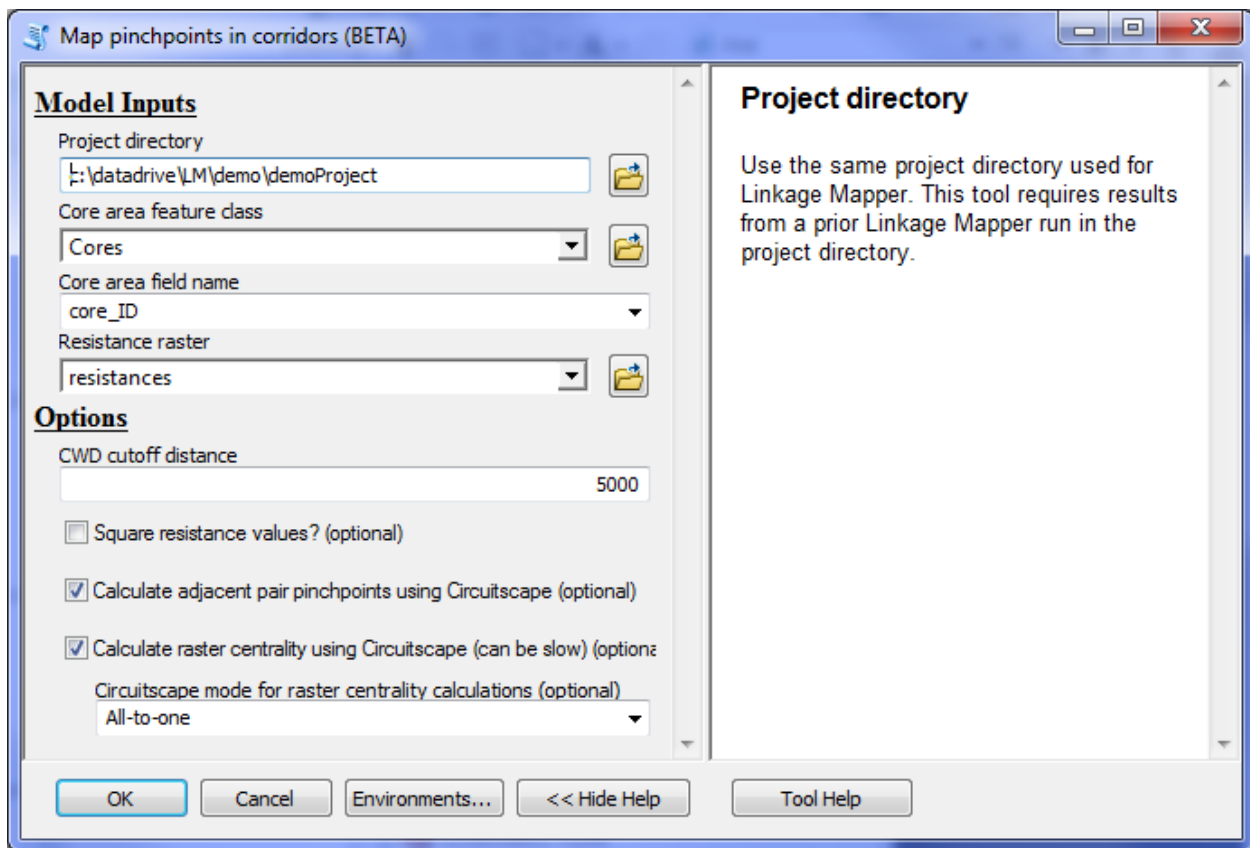 Map pinchpoints in corridors (BETA)
Model Inputs
Project directory
:\datadrive\LM\demo\demoProject
Core area feature class
Cores
Core area field name
core_ID
Resistance raster
resistances
Options
CWD cutoff distance
5000
Square resistance values? (optional)
Calculate adjacent pair pinchpoints using Circuitscape (optional)
Calculate raster centrality using Circuitscape (can be slow) (optiona
Circuitscape mode for raster centrality calculations (optional)
All-to-one
OK
Cancel
Environments...
<< Hide Help
Project directory
Use the same project directory used for
Linkage Mapper. This tool requires results
from a prior Linkage Mapper run in the
project directory.
Tool Help